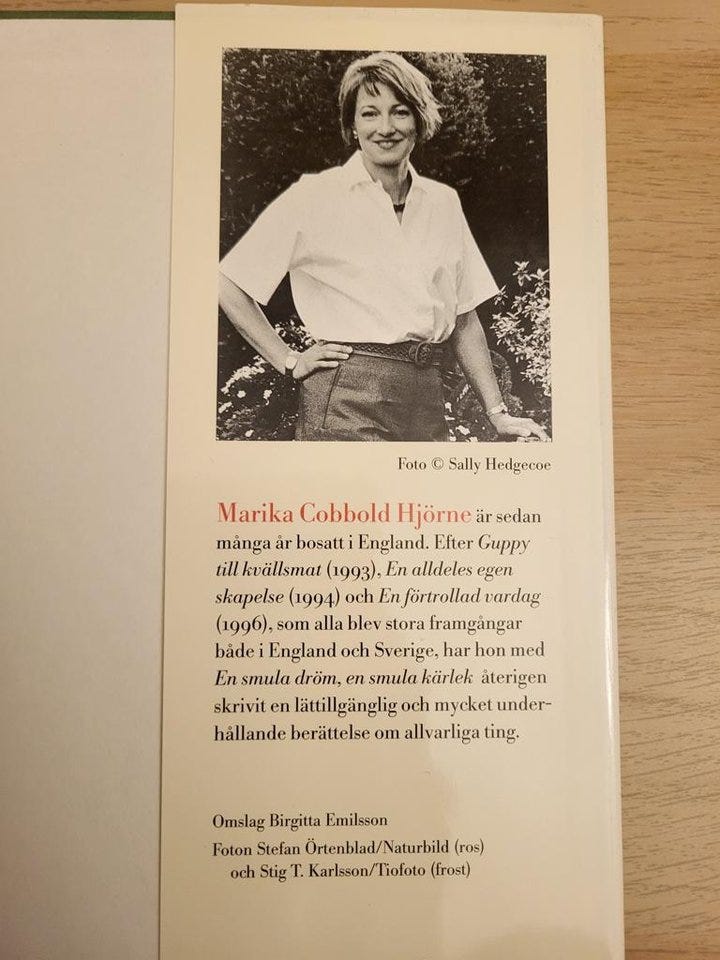 Foto © Sally Hedgecoe
Marika Cobbold Hjörne är sedan
många år bosatt i England. Efter Guppy
till kvällsmat (1993), En alldeles egen
skapelse (1994) och En förtrollad vardag
(1996), som alla blev stora framgångar
både i England och Sverige, har hon med
En smula dröm, en smula kärlek återigen
skrivit en lättillgänglig och mycket under-
hållande berättelse om allvarliga ting.
Omslag Birgitta Emilsson
Foton Stefan Örtenblad/Naturbild (ros)
och Stig T. Karlsson/Tiofoto (frost)